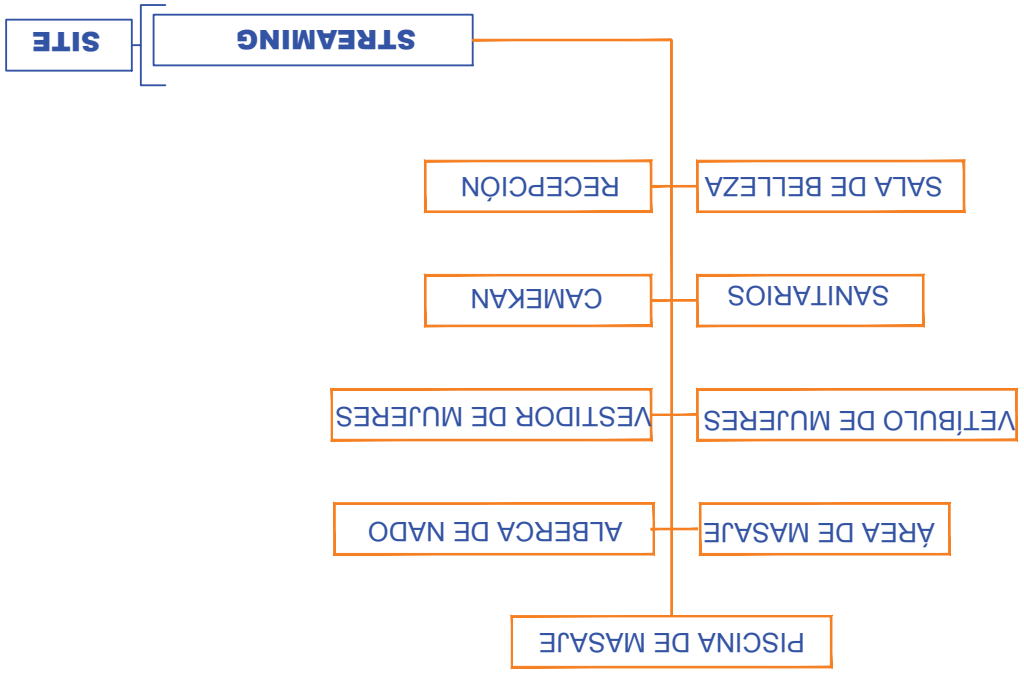 PISCINA DE MASAJE
ÁREA DE MASAJE
ALBERCA DE NADO
VETÍBULO DE MUJERES
VESTIDOR DE MUJERES
SANITARIOS
CAMEKAN
SALA DE BELLEZA
RECEPCIÓN
STREAMING
SITE